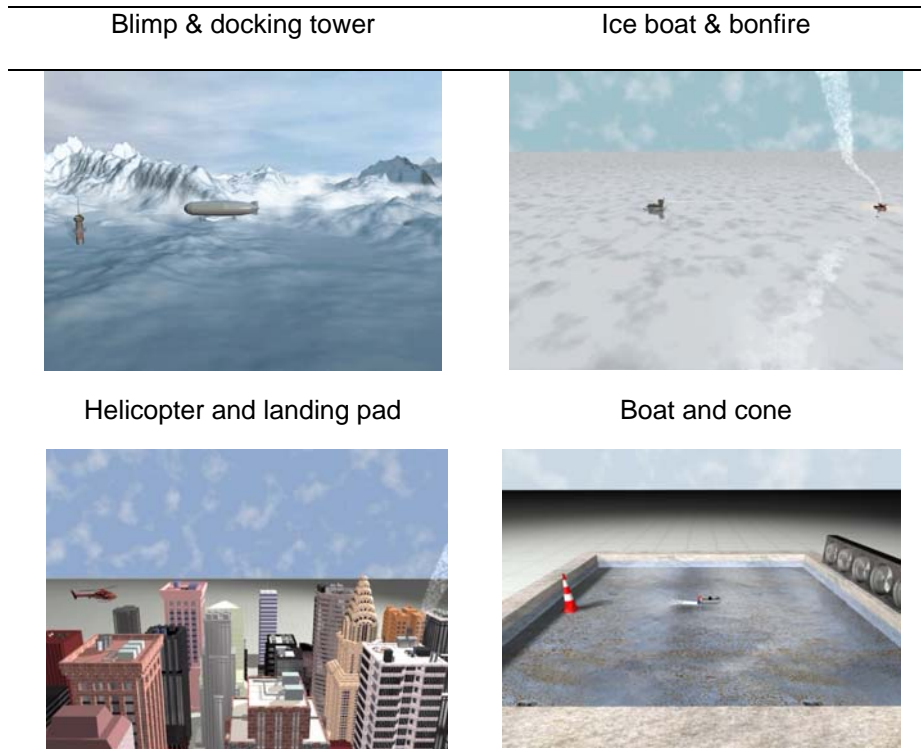 Blimp & docking tower
Ice boat & bonfire
Helicopter and landing pad
Boat and cone